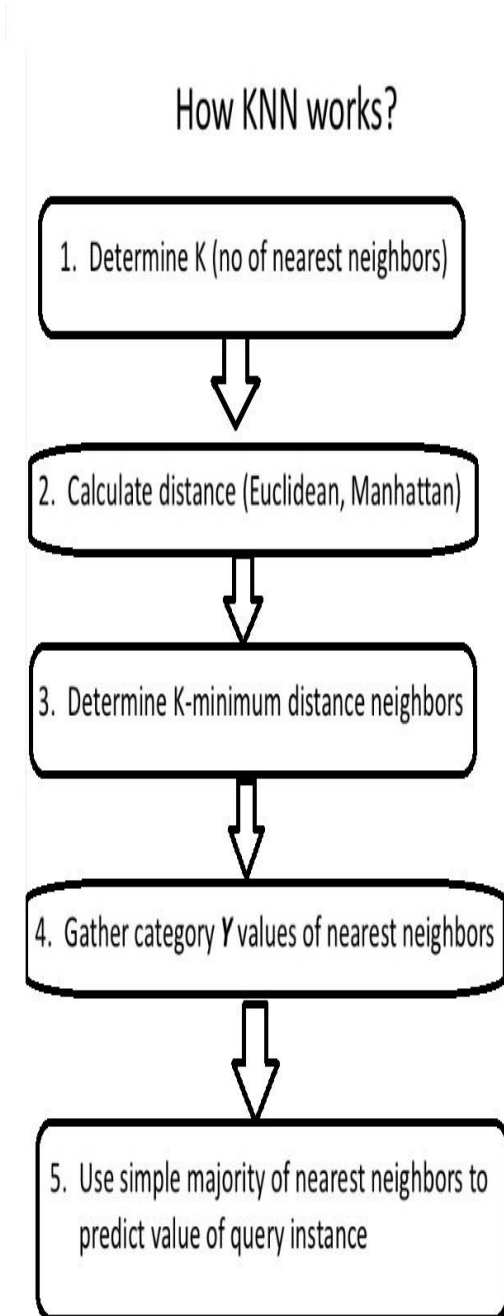 How KNN works?
1. Determine K (no of nearest neighbors)
2. Calculate distance (Euclidean, Manhattan)
3. Determine K-minimum distance neighbors
4. Gather category Y values of nearest neighbors
5. Use simple majority of nearest neighbors to
predict value of query instance